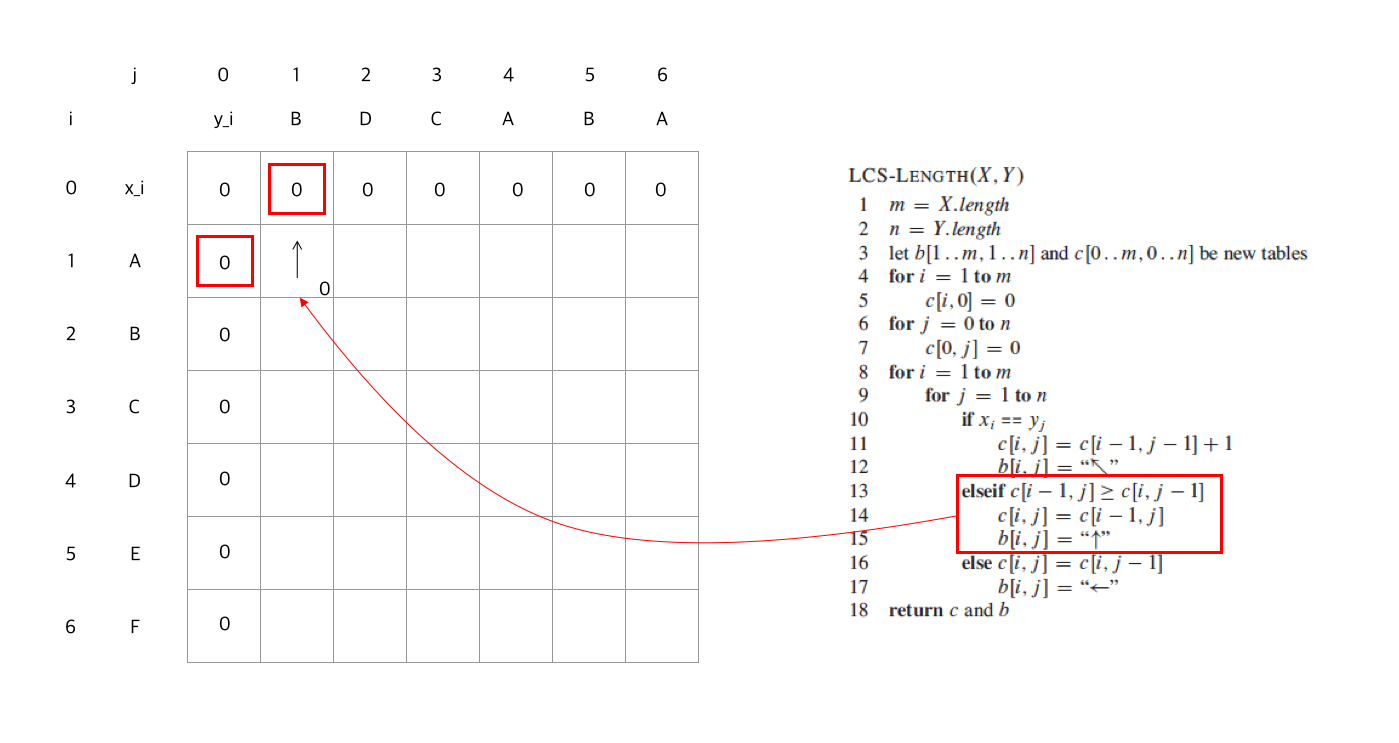 j 0 1 2 3 4 5 6
i y_i B D C A B A
0 x_i 0 0 0 0 0 0 0
1 A 0 ↑ 0
2 B 0
3 C 0
4 D 0
5 E 0
6 F 0
LCS-LENGTH(X, Y)
1 m = X.length
2 n = Y.length
3 let b[1..m, 1..n] and c[0..m, 0..n] be new tables
4 for i = 1 to m
5 c[i, 0] = 0
6 for j = 0 to n
7 c[0, j] = 0
8 for i = 1 to m
9 for j = 1 to n
10 if xᵢ == yⱼ
11 c[i, j] = c[i − 1, j − 1] + 1
12 b[i, j] = “↖”
13 elseif c[i − 1, j] ≥ c[i, j − 1]
14 c[i, j] = c[i − 1, j]
15 b[i, j] = “↑”
16 else c[i, j] = c[i, j − 1]
17 b[i, j] = “←”
18 return c and b